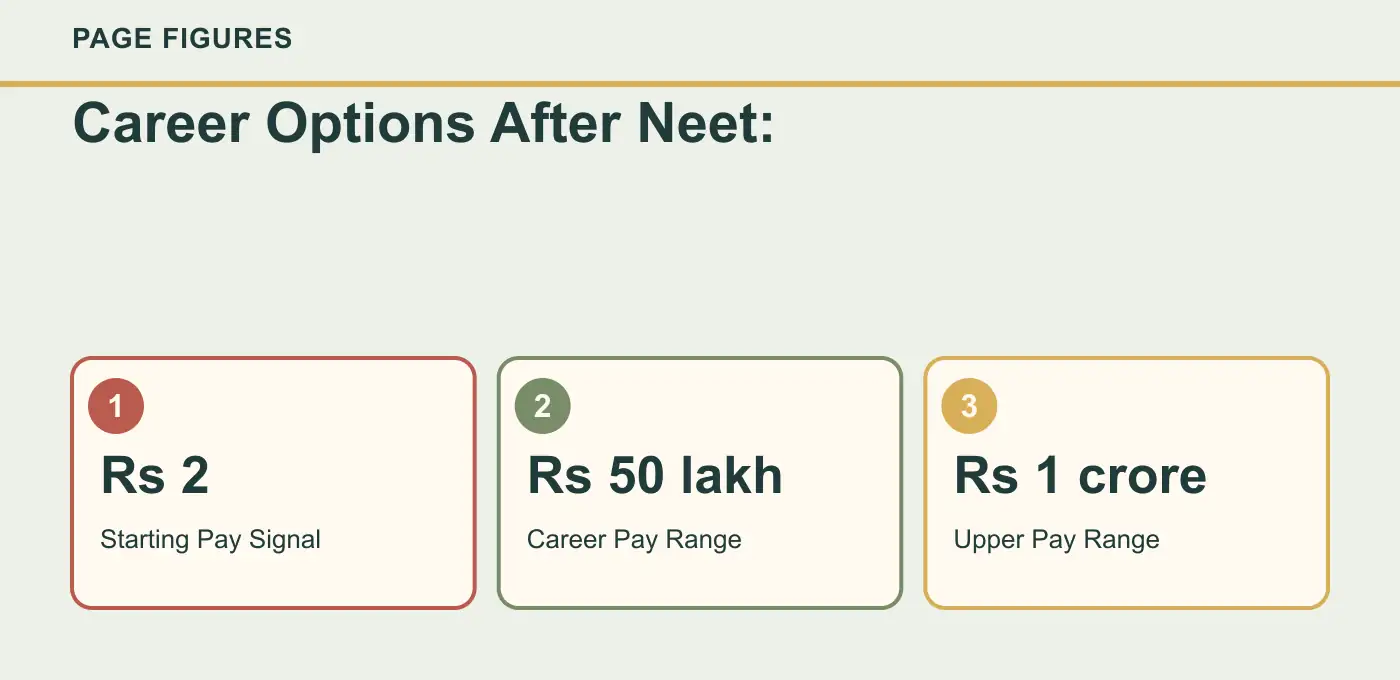 PAGE FIGURES
Career Options After Neet:
1
Rs 2
Starting Pay Signal
2
Rs 50 lakh
Career Pay Range
3
Rs 1 crore
Upper Pay Range